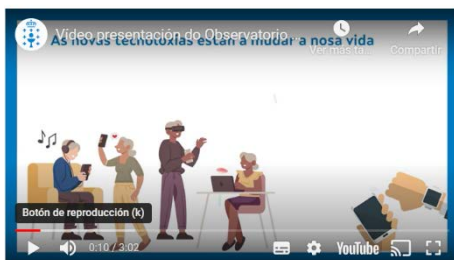 Vídeo presentación do Observatorio ...
As novas tecnoloxías están a mudar a nosa vida
Ver más ta...
Compartir
Botón de reproducción (k)
0:10 / 3:02
YouTube